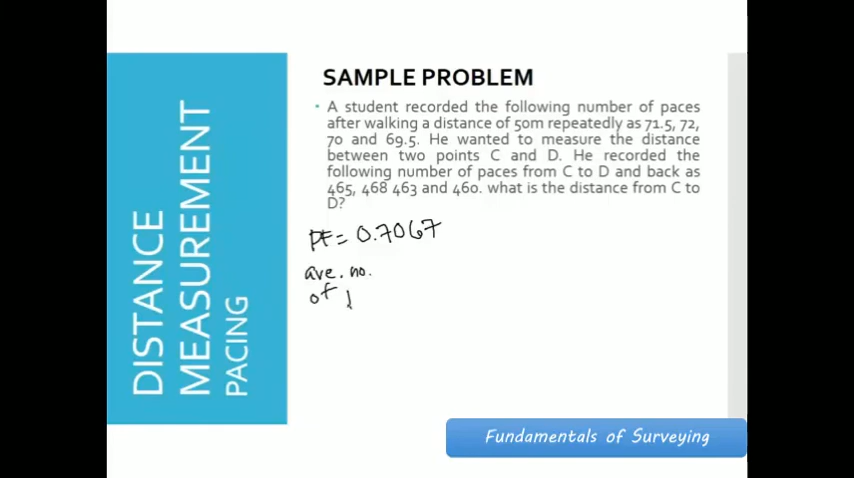 DISTANCE
MEASUREMENT
PACING
SAMPLE PROBLEM
• A student recorded the following number of paces
after walking a distance of 50m repeatedly as 71.5, 72,
70 and 69.5. He wanted to measure the distance
between two points C and D. He recorded the
following number of paces from C to D and back as
465, 468 463 and 460. what is the distance from C to
D?
PF = 0.7067
ave. no.
of
Fundamentals of Surveying